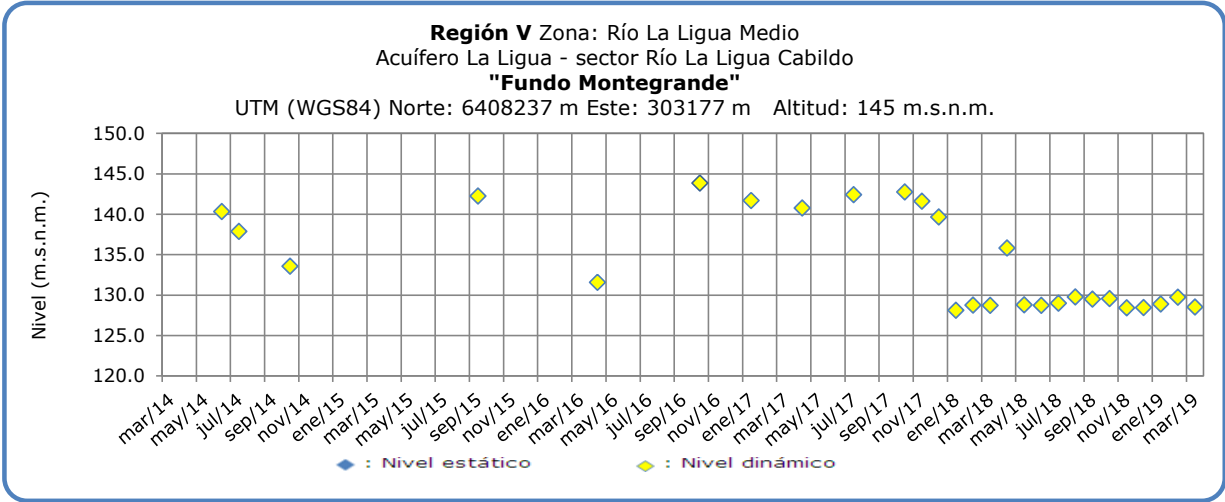 Región V Zona: Río La Ligua Medio
Acuífero La Ligua - sector Río La Ligua Cabildo
"Fundo Montegrande"
UTM (WGS84) Norte: 6408237 m Este: 303177 m Altitud: 145 m.s.n.m.
Nivel (m.s.n.m.)
150.0
145.0
140.0
135.0
130.0
125.0
120.0
mar/14 may/14 jul/14 sep/14 nov/14 ene/15 mar/15 may/15 jul/15 sep/15 nov/15 ene/16 mar/16 may/16 jul/16 sep/16 nov/16 ene/17 mar/17 may/17 jul/17 sep/17 nov/17 ene/18 mar/18 may/18 jul/18 sep/18 nov/18 ene/19 mar/19
: Nivel estático : Nivel dinámico